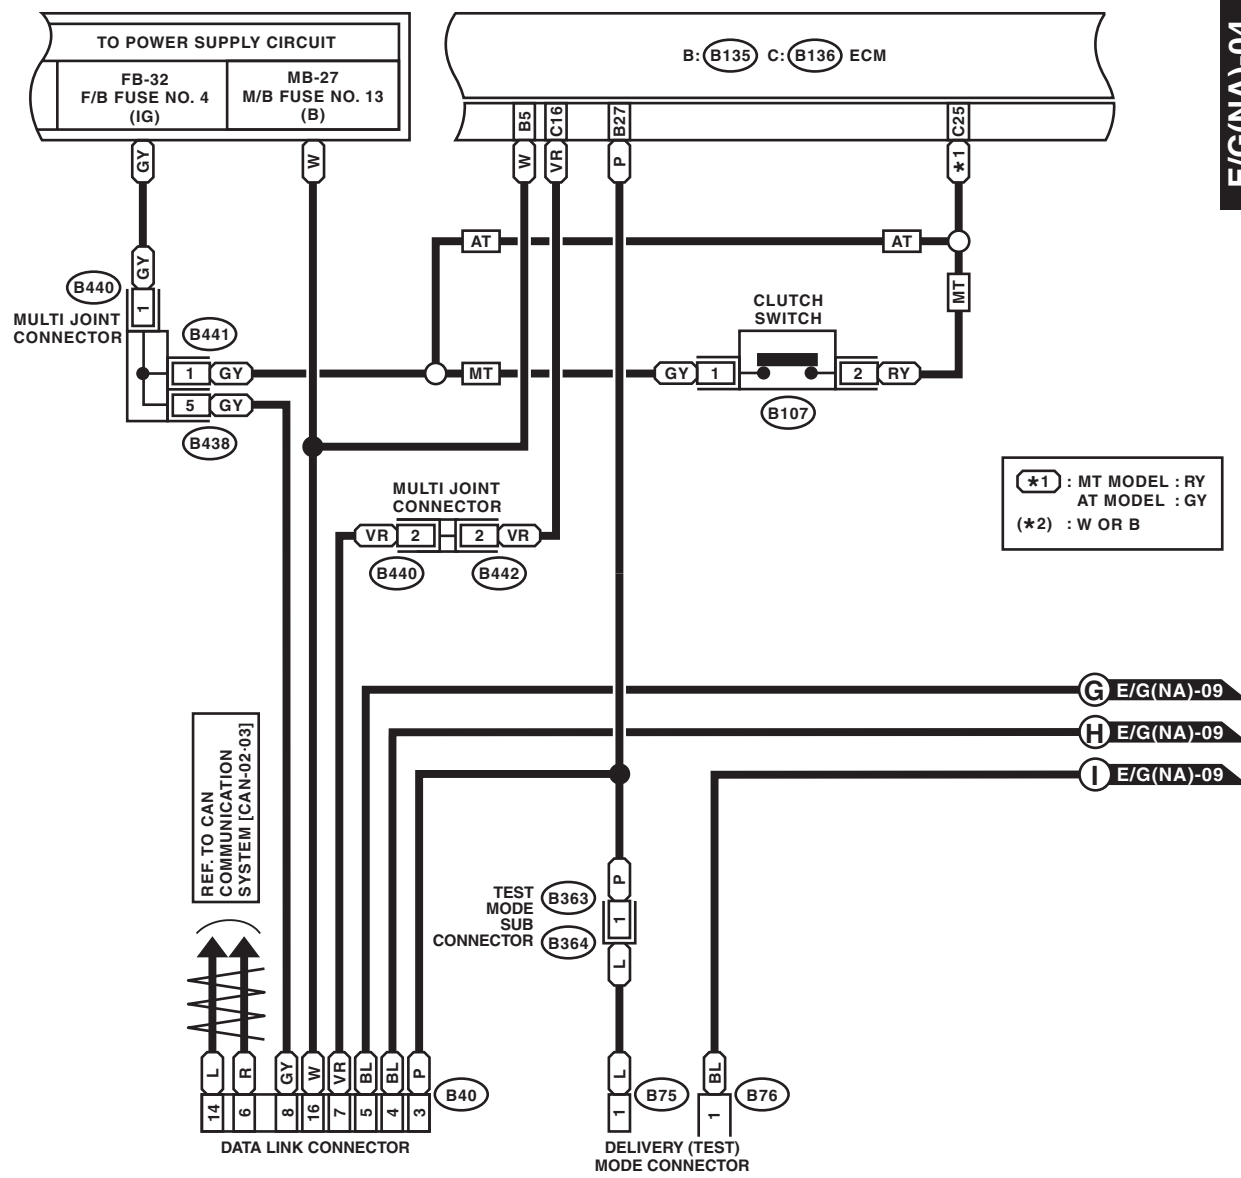 TO POWER SUPPLY CIRCUIT
FB-32
F/B FUSE NO. 4
(IG)
MB-27
M/B FUSE NO. 13
(B)
B: B135 C: B136 ECM
B5
C16
B27
C25
GY
W
W
VR
P
*1
AT
AT
GY
B440
1
MULTI JOINT
CONNECTOR
MT
CLUTCH
SWITCH
B441
1 GY
MT
GY 1
2 RY
5 GY
B107
B438
*1 : MT MODEL : RY
AT MODEL : GY
(*2) : W OR B
MULTI JOINT
CONNECTOR
VR 2
2 VR
B440
B442
G E/G(NA)-09
H E/G(NA)-09
I E/G(NA)-09
REF. TO CAN
COMMUNICATION
SYSTEM [CAN-02·03]
P
TEST
MODE
SUB
CONNECTOR
B363
1
B364
L
L
R
GY
W
VR
BL
BL
P
L
BL
14
6
8
16
7
5
4
3
B40
1
B75
1
B76
DATA LINK CONNECTOR
DELIVERY (TEST)
MODE CONNECTOR